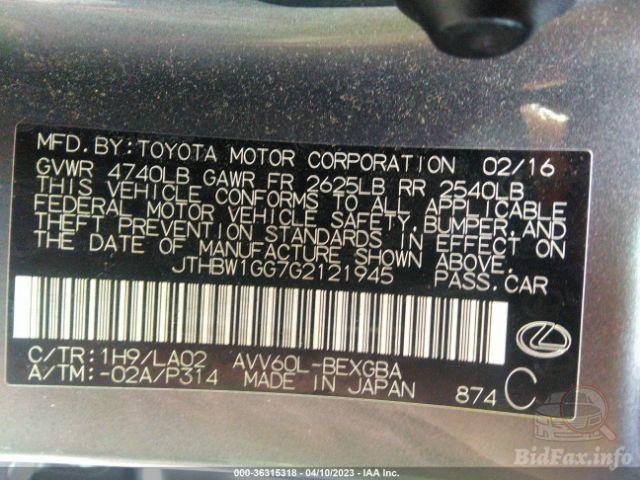 MFD. BY: TOYOTA MOTOR CORPORATION 02/16
GVWR 4740LB GAWR FR 2625LB RR 2540LB
THIS VEHICLE CONFORMS TO ALL APPLICABLE
FEDERAL MOTOR VEHICLE SAFETY, BUMPER, AND
THEFT PREVENTION STANDARDS IN EFFECT ON
THE DATE OF MANUFACTURE SHOWN ABOVE.
JTHBW1GG7G2121945 PASS. CAR
C/TR: 1H9/LA02 AVV60L-BEXGBA
A/TM: -02A/P314 MADE IN JAPAN 874 C
BidFax.info
000-36315318 - 04/10/2023 - IAA Inc.